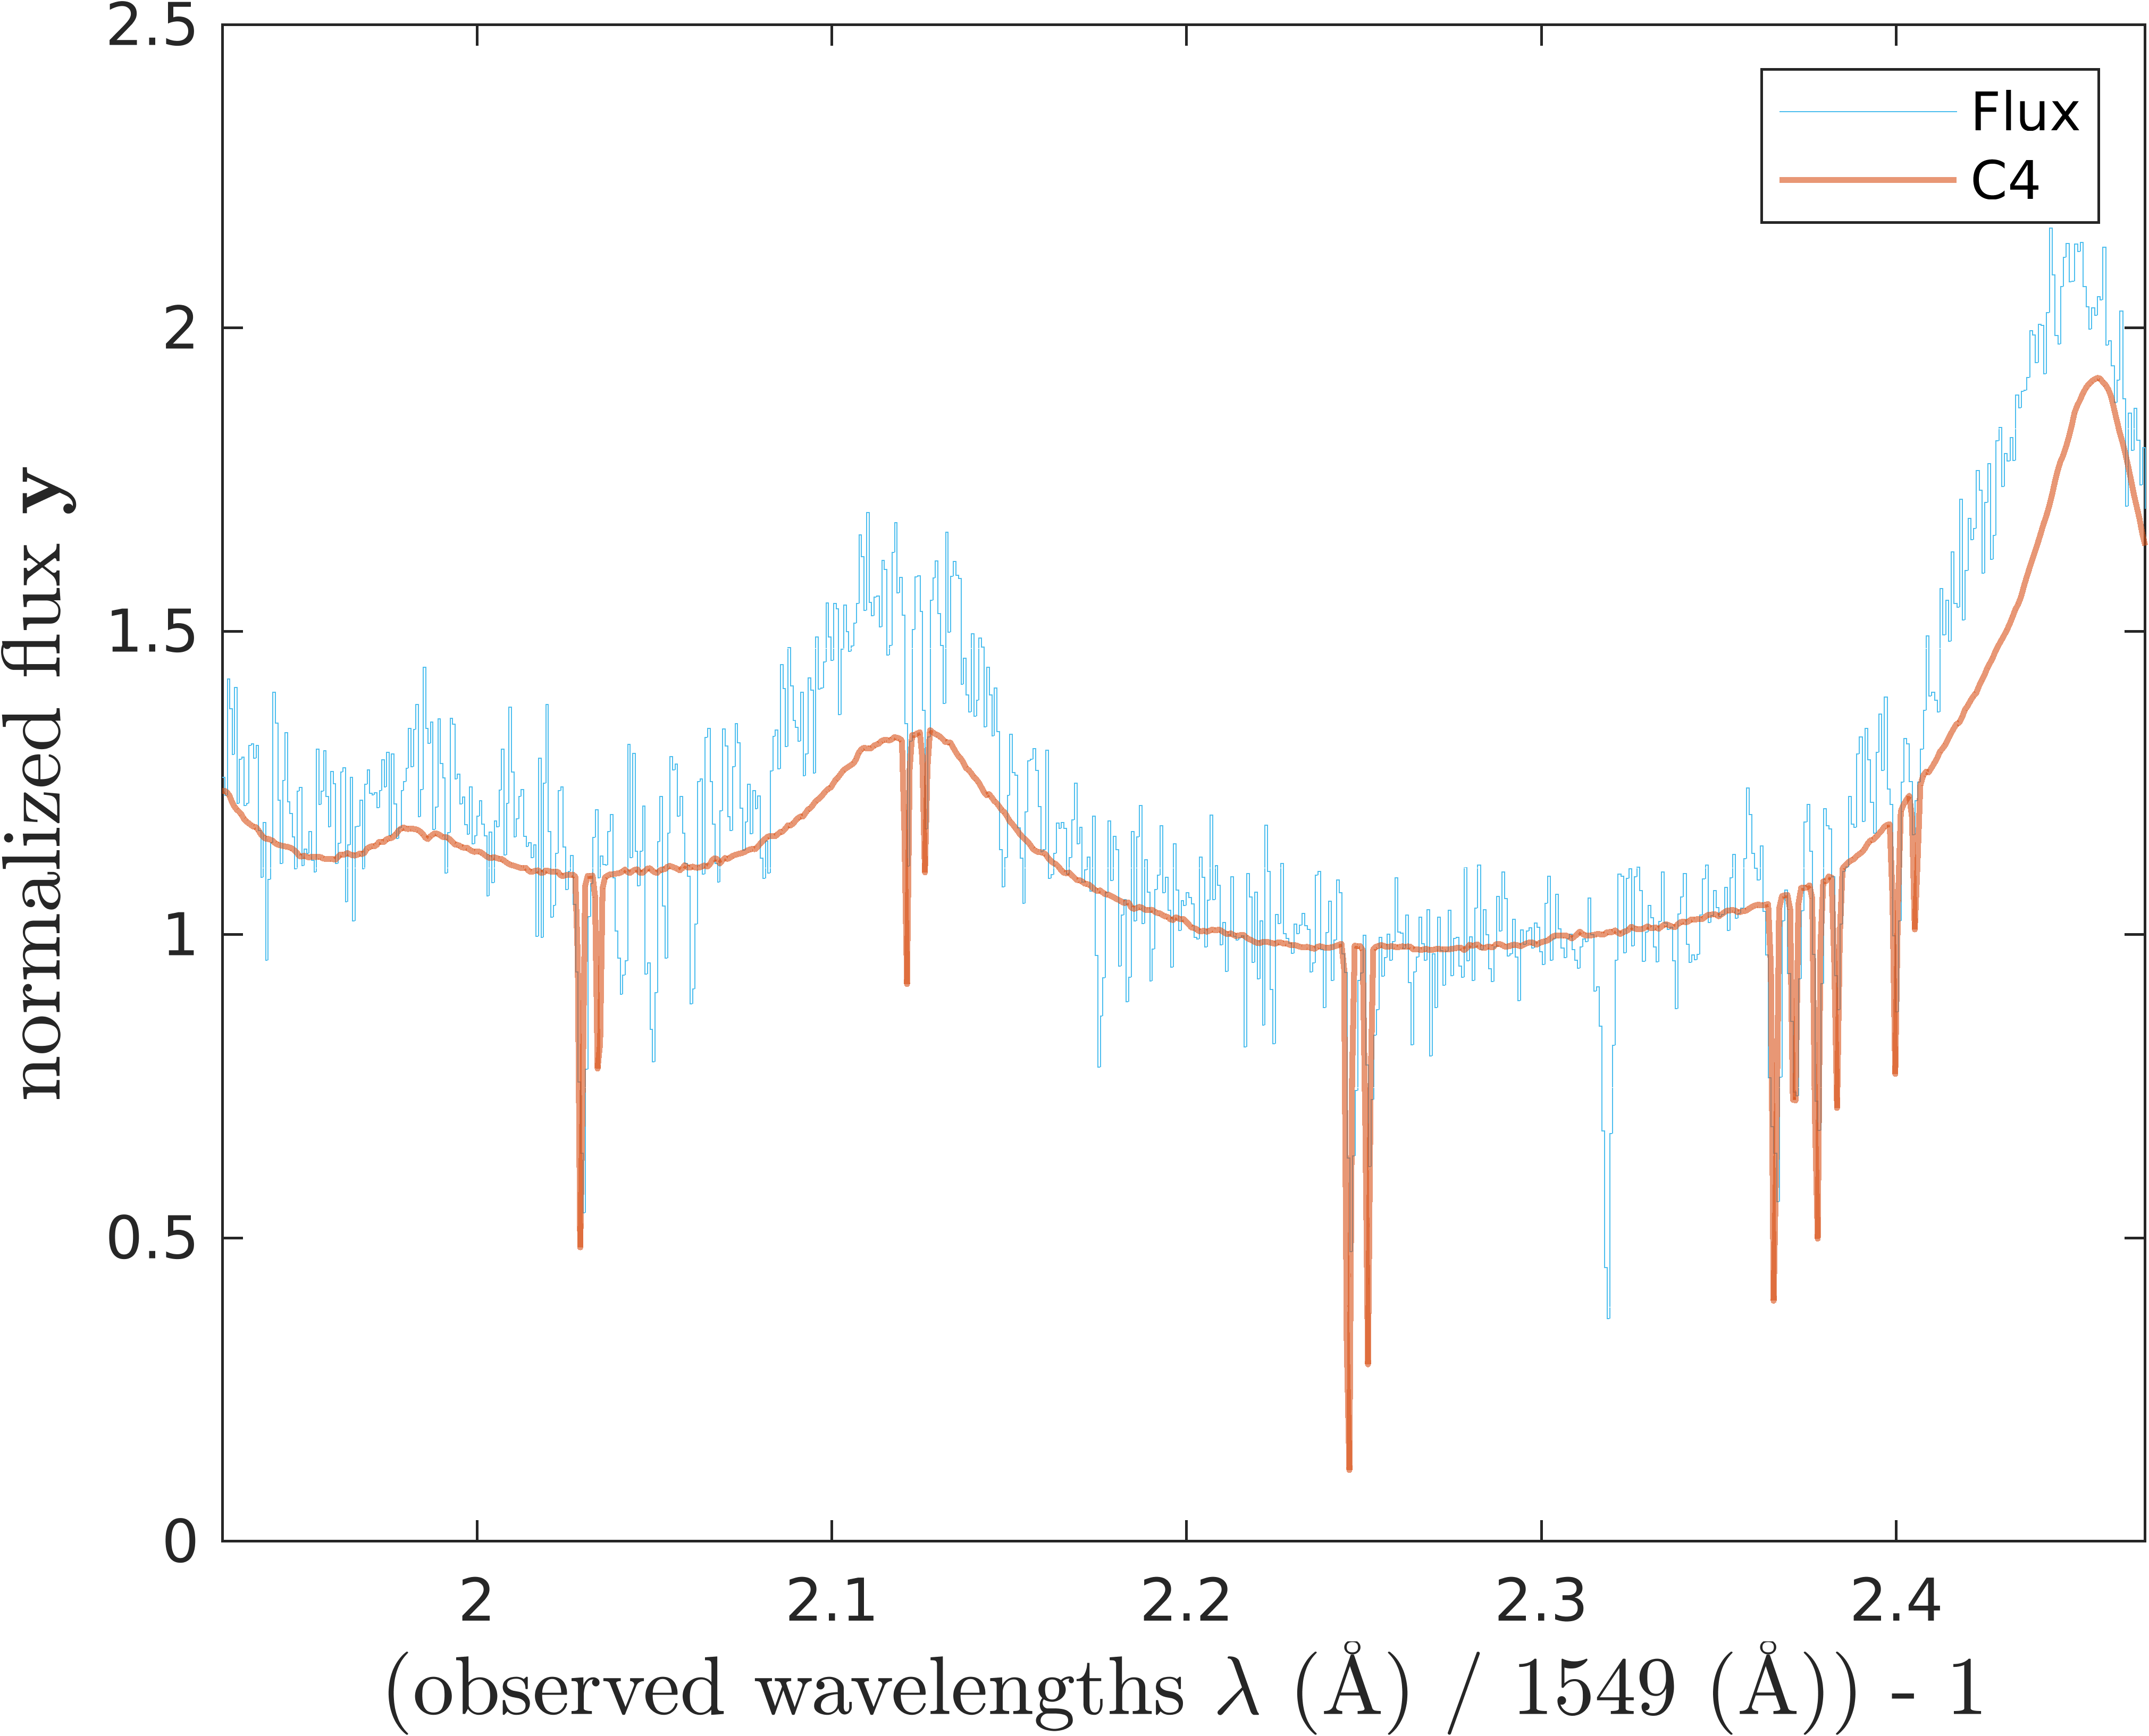 2.5
Flux
C4
2
1.5
1
0.5
0
normalized flux y
2 2.1 2.2 2.3 2.4
(observed wavelengths λ (Å) / 1549 (Å)) - 1